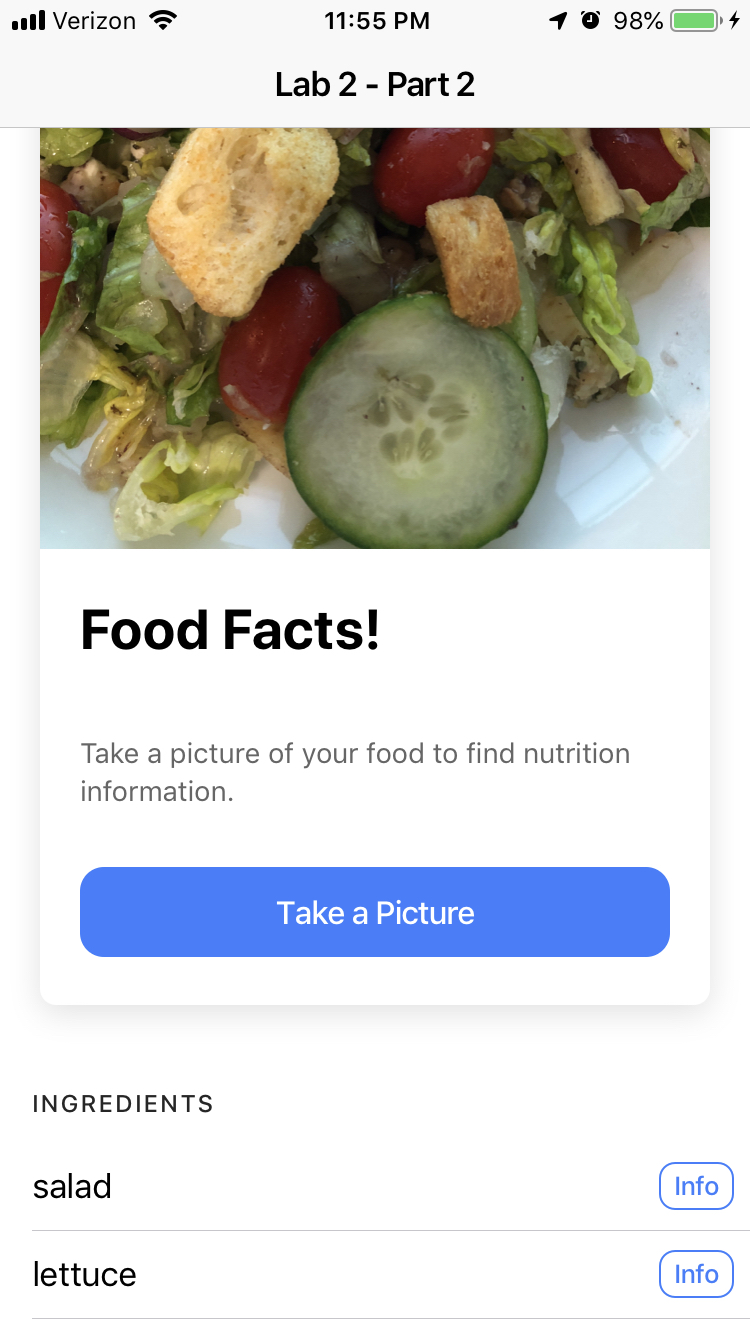 Verizon 11:55 PM 98%
Lab 2 - Part 2
Food Facts!
Take a picture of your food to find nutrition
information.
Take a Picture
INGREDIENTS
salad Info
lettuce Info